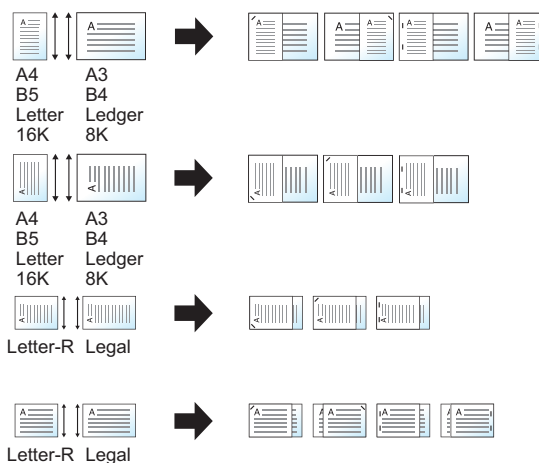 A A A A A A A A A A
A4 A3
B5 B4
Letter Ledger
16K 8K
A A A A A
A4 A3
B5 B4
Letter Ledger
16K 8K
A A A A A
Letter-R Legal
A A A A A A A A
Letter-R Legal